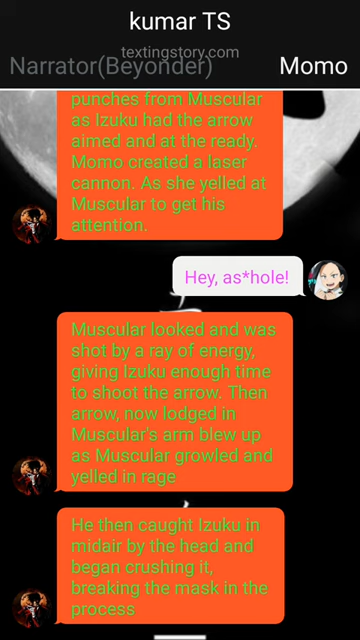 kumar TS
textingstory.com
Narrator(Beyonder)
Momo
punches from Muscular
as Izuku had the arrow
aimed and at the ready.
Momo created a laser
cannon. As she yelled at
Muscular to get his
attention.
Hey, as*hole!
Muscular looked and was
shot by a ray of energy,
giving Izuku enough time
to shoot the arrow. Then
arrow, now lodged in
Muscular's arm blew up
as Muscular growled and
yelled in rage
He then caught Izuku in
midair by the head and
began crushing it,
breaking the mask in the
process